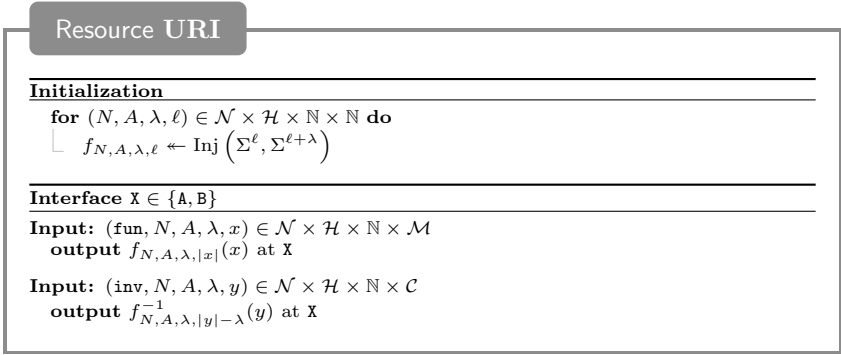 Resource URI
Initialization
for (N, A, λ, ℓ) ∈ 𝒩 × ℋ × ℕ × ℕ do
f_{N,A,λ,ℓ} ↞ Inj (Σ^ℓ, Σ^{ℓ+λ})
Interface X ∈ {A, B}
Input: (fun, N, A, λ, x) ∈ 𝒩 × ℋ × ℕ × ℳ
output f_{N,A,λ,|x|}(x) at X
Input: (inv, N, A, λ, y) ∈ 𝒩 × ℋ × ℕ × 𝒞
output f^{−1}_{N,A,λ,|y|−λ}(y) at X